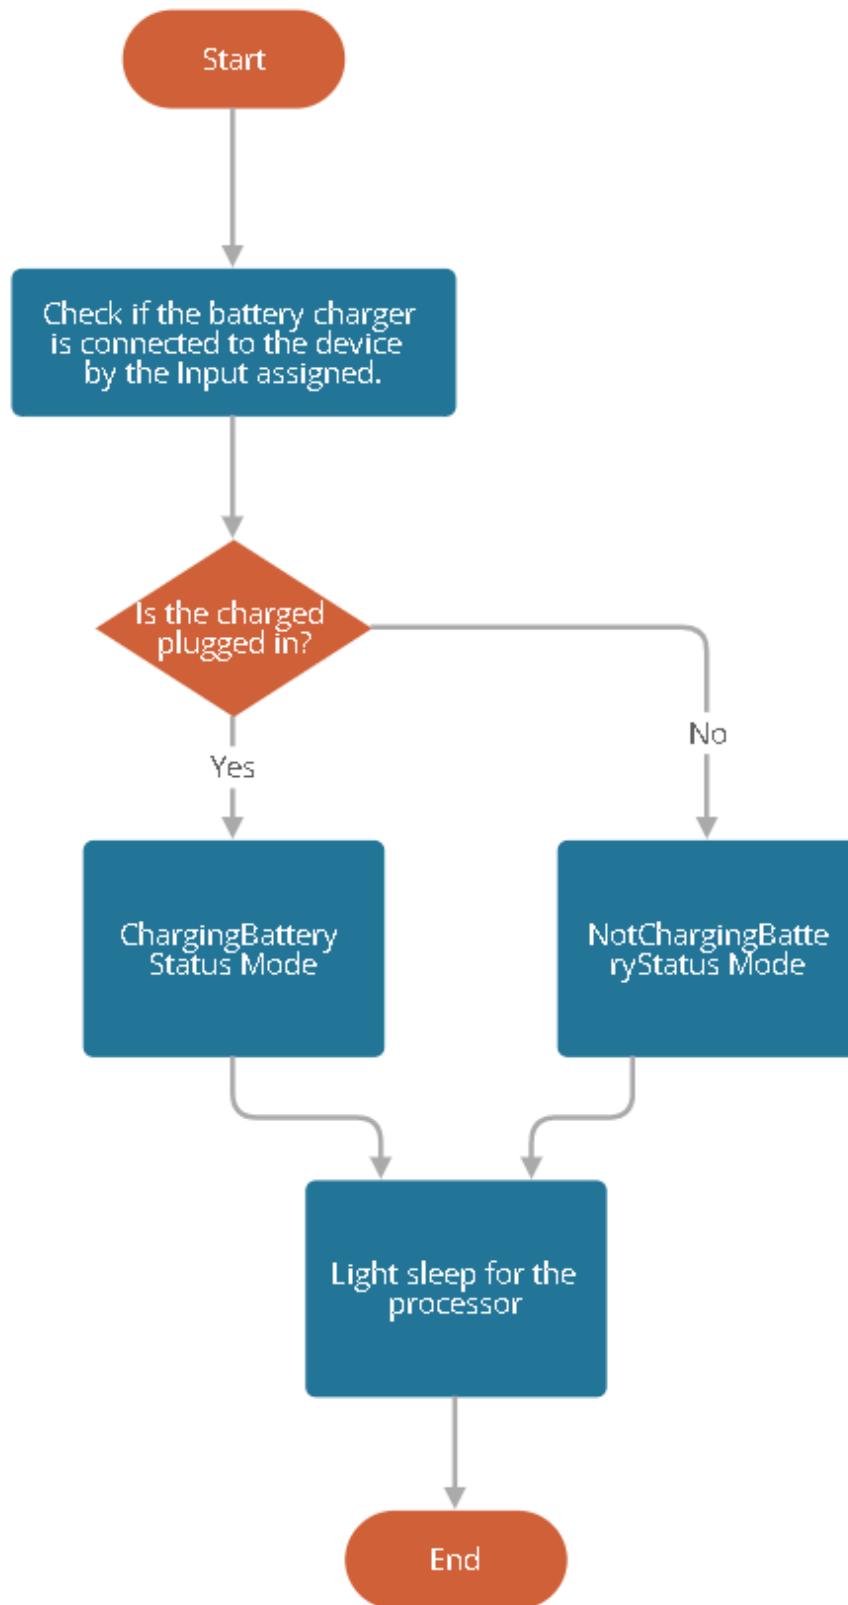 Start
Check if the battery charger
is connected to the device
by the Input assigned.
Is the charged
plugged in?
Yes
No
ChargingBattery
Status Mode
NotChargingBatte
ryStatus Mode
Light sleep for the
processor
End